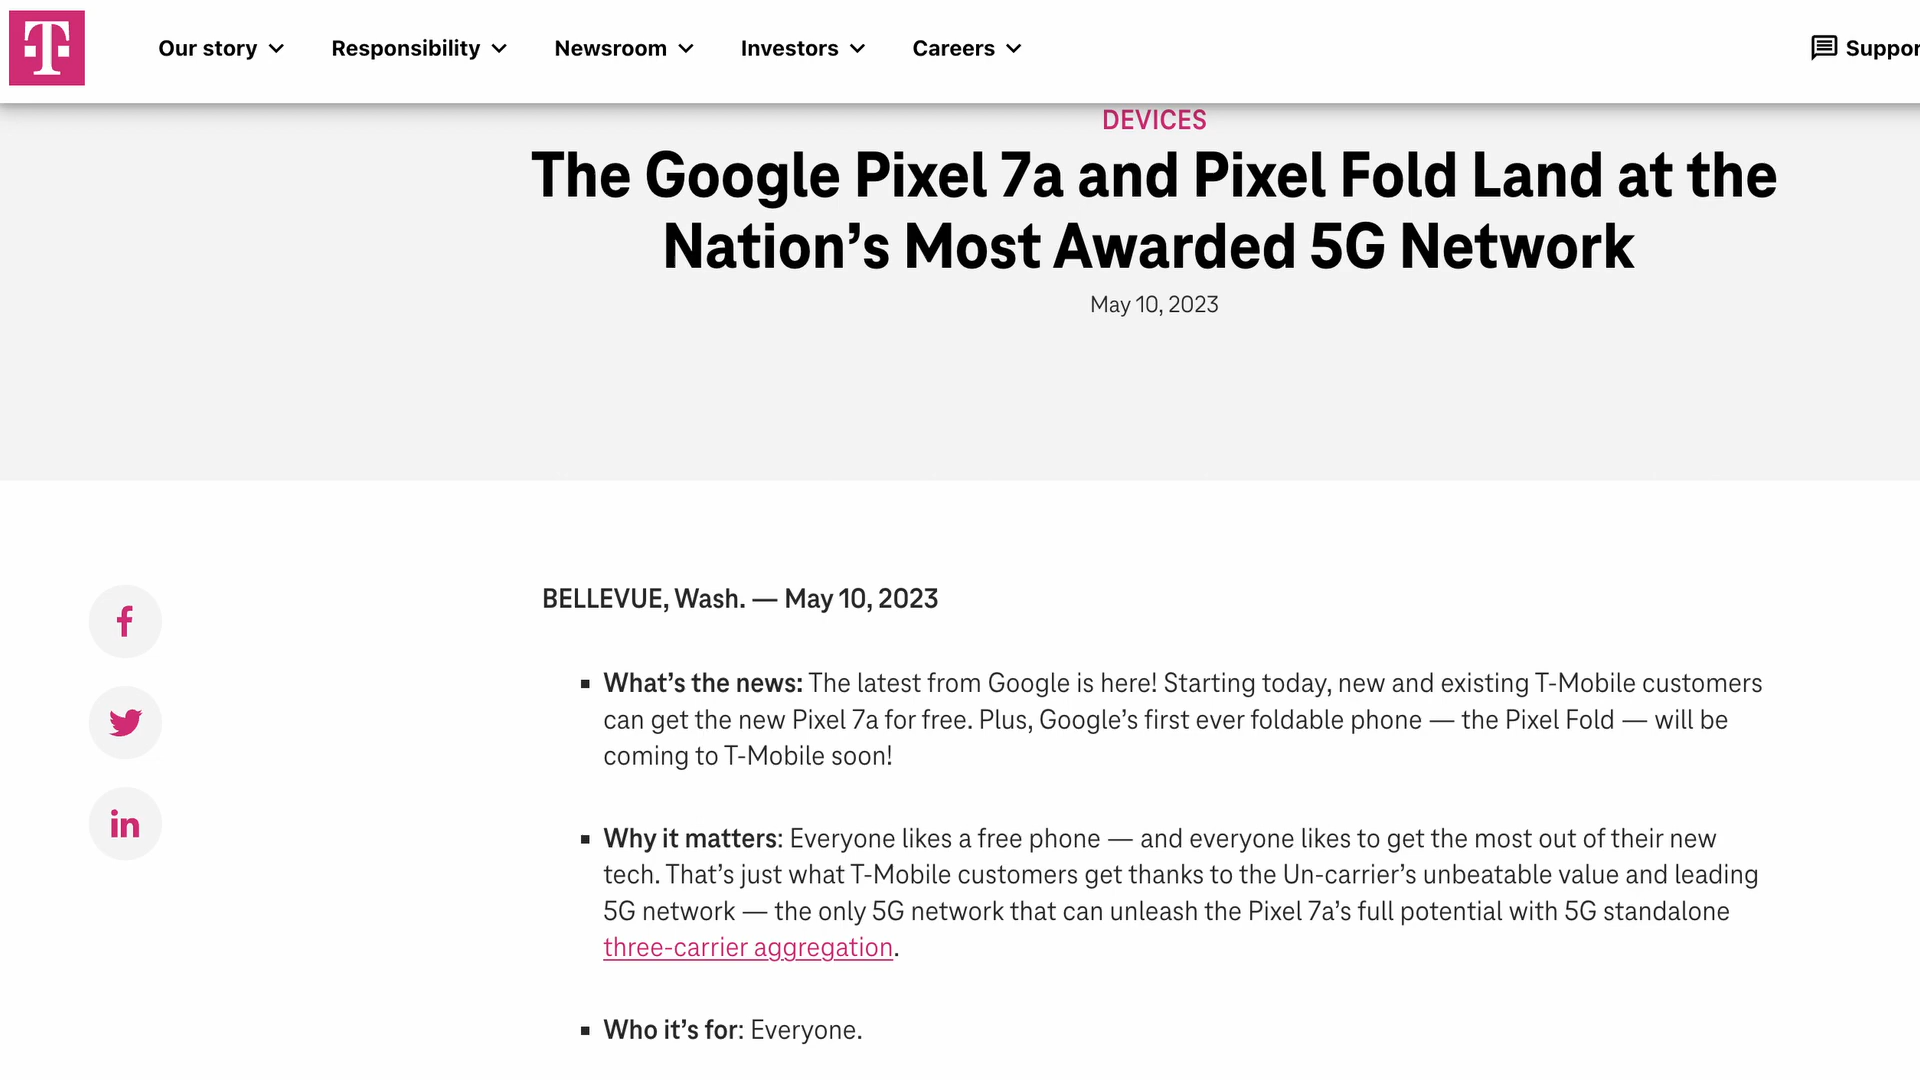 T
Our story
Responsibility
Newsroom
Investors
Careers
Suppor
DEVICES
The Google Pixel 7a and Pixel Fold Land at the
Nation’s Most Awarded 5G Network
May 10, 2023
BELLEVUE, Wash. — May 10, 2023
▪ What’s the news: The latest from Google is here! Starting today, new and existing T-Mobile customers
can get the new Pixel 7a for free. Plus, Google’s first ever foldable phone — the Pixel Fold — will be
coming to T-Mobile soon!
▪ Why it matters: Everyone likes a free phone — and everyone likes to get the most out of their new
tech. That’s just what T-Mobile customers get thanks to the Un-carrier’s unbeatable value and leading
5G network — the only 5G network that can unleash the Pixel 7a’s full potential with 5G standalone
three-carrier aggregation.
▪ Who it’s for: Everyone.
f
in